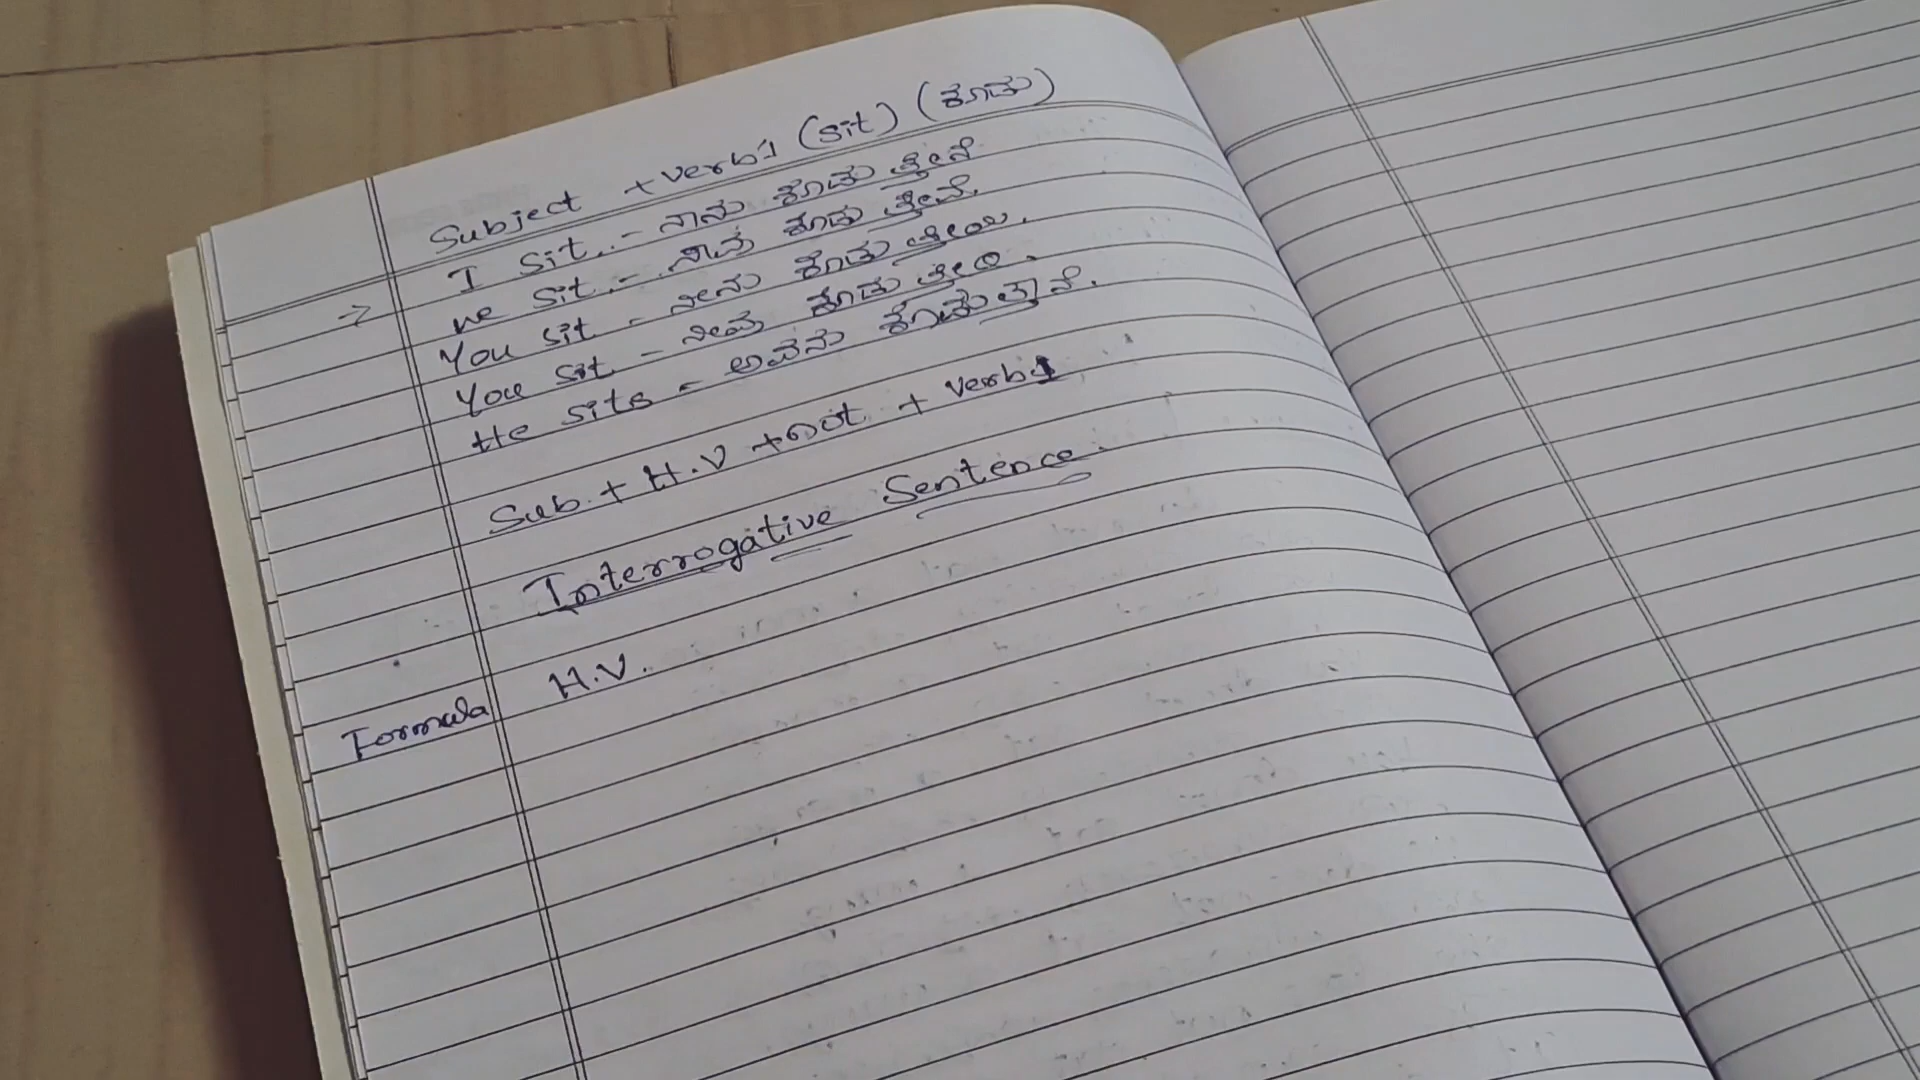 Subject + verb1 (sit) (ಕೂಡು)
I sit. - ನಾನು ಕೂಡು ತ್ತೇನೆ
→ we sit. - ನಾವು ಕೂಡು ತ್ತೇವೆ.
You sit - ನೀನು ಕೂಡು ತ್ತೀಯ.
You sit - ನೀವು ಕೂಡು ತ್ತೀರಿ.
He sits - ಅವನು ಕೂಡುತ್ತಾನೆ.
Sub. + H.V + not + verb1
Interrogative Sentence.
Formula H.V.